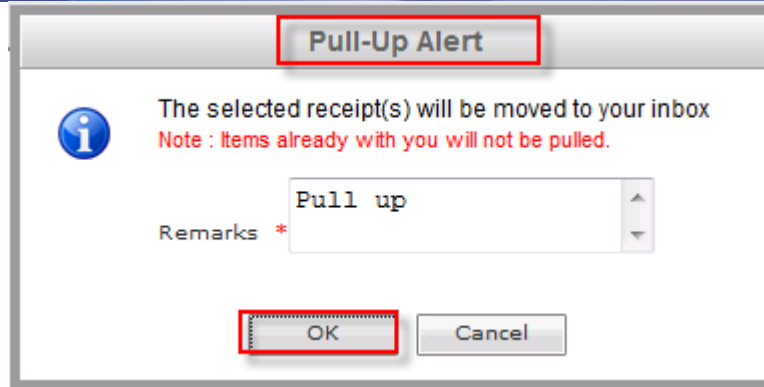 Pull-Up Alert
The selected receipt(s) will be moved to your inbox
Note : Items already with you will not be pulled.
Pull up
Remarks *
OK Cancel